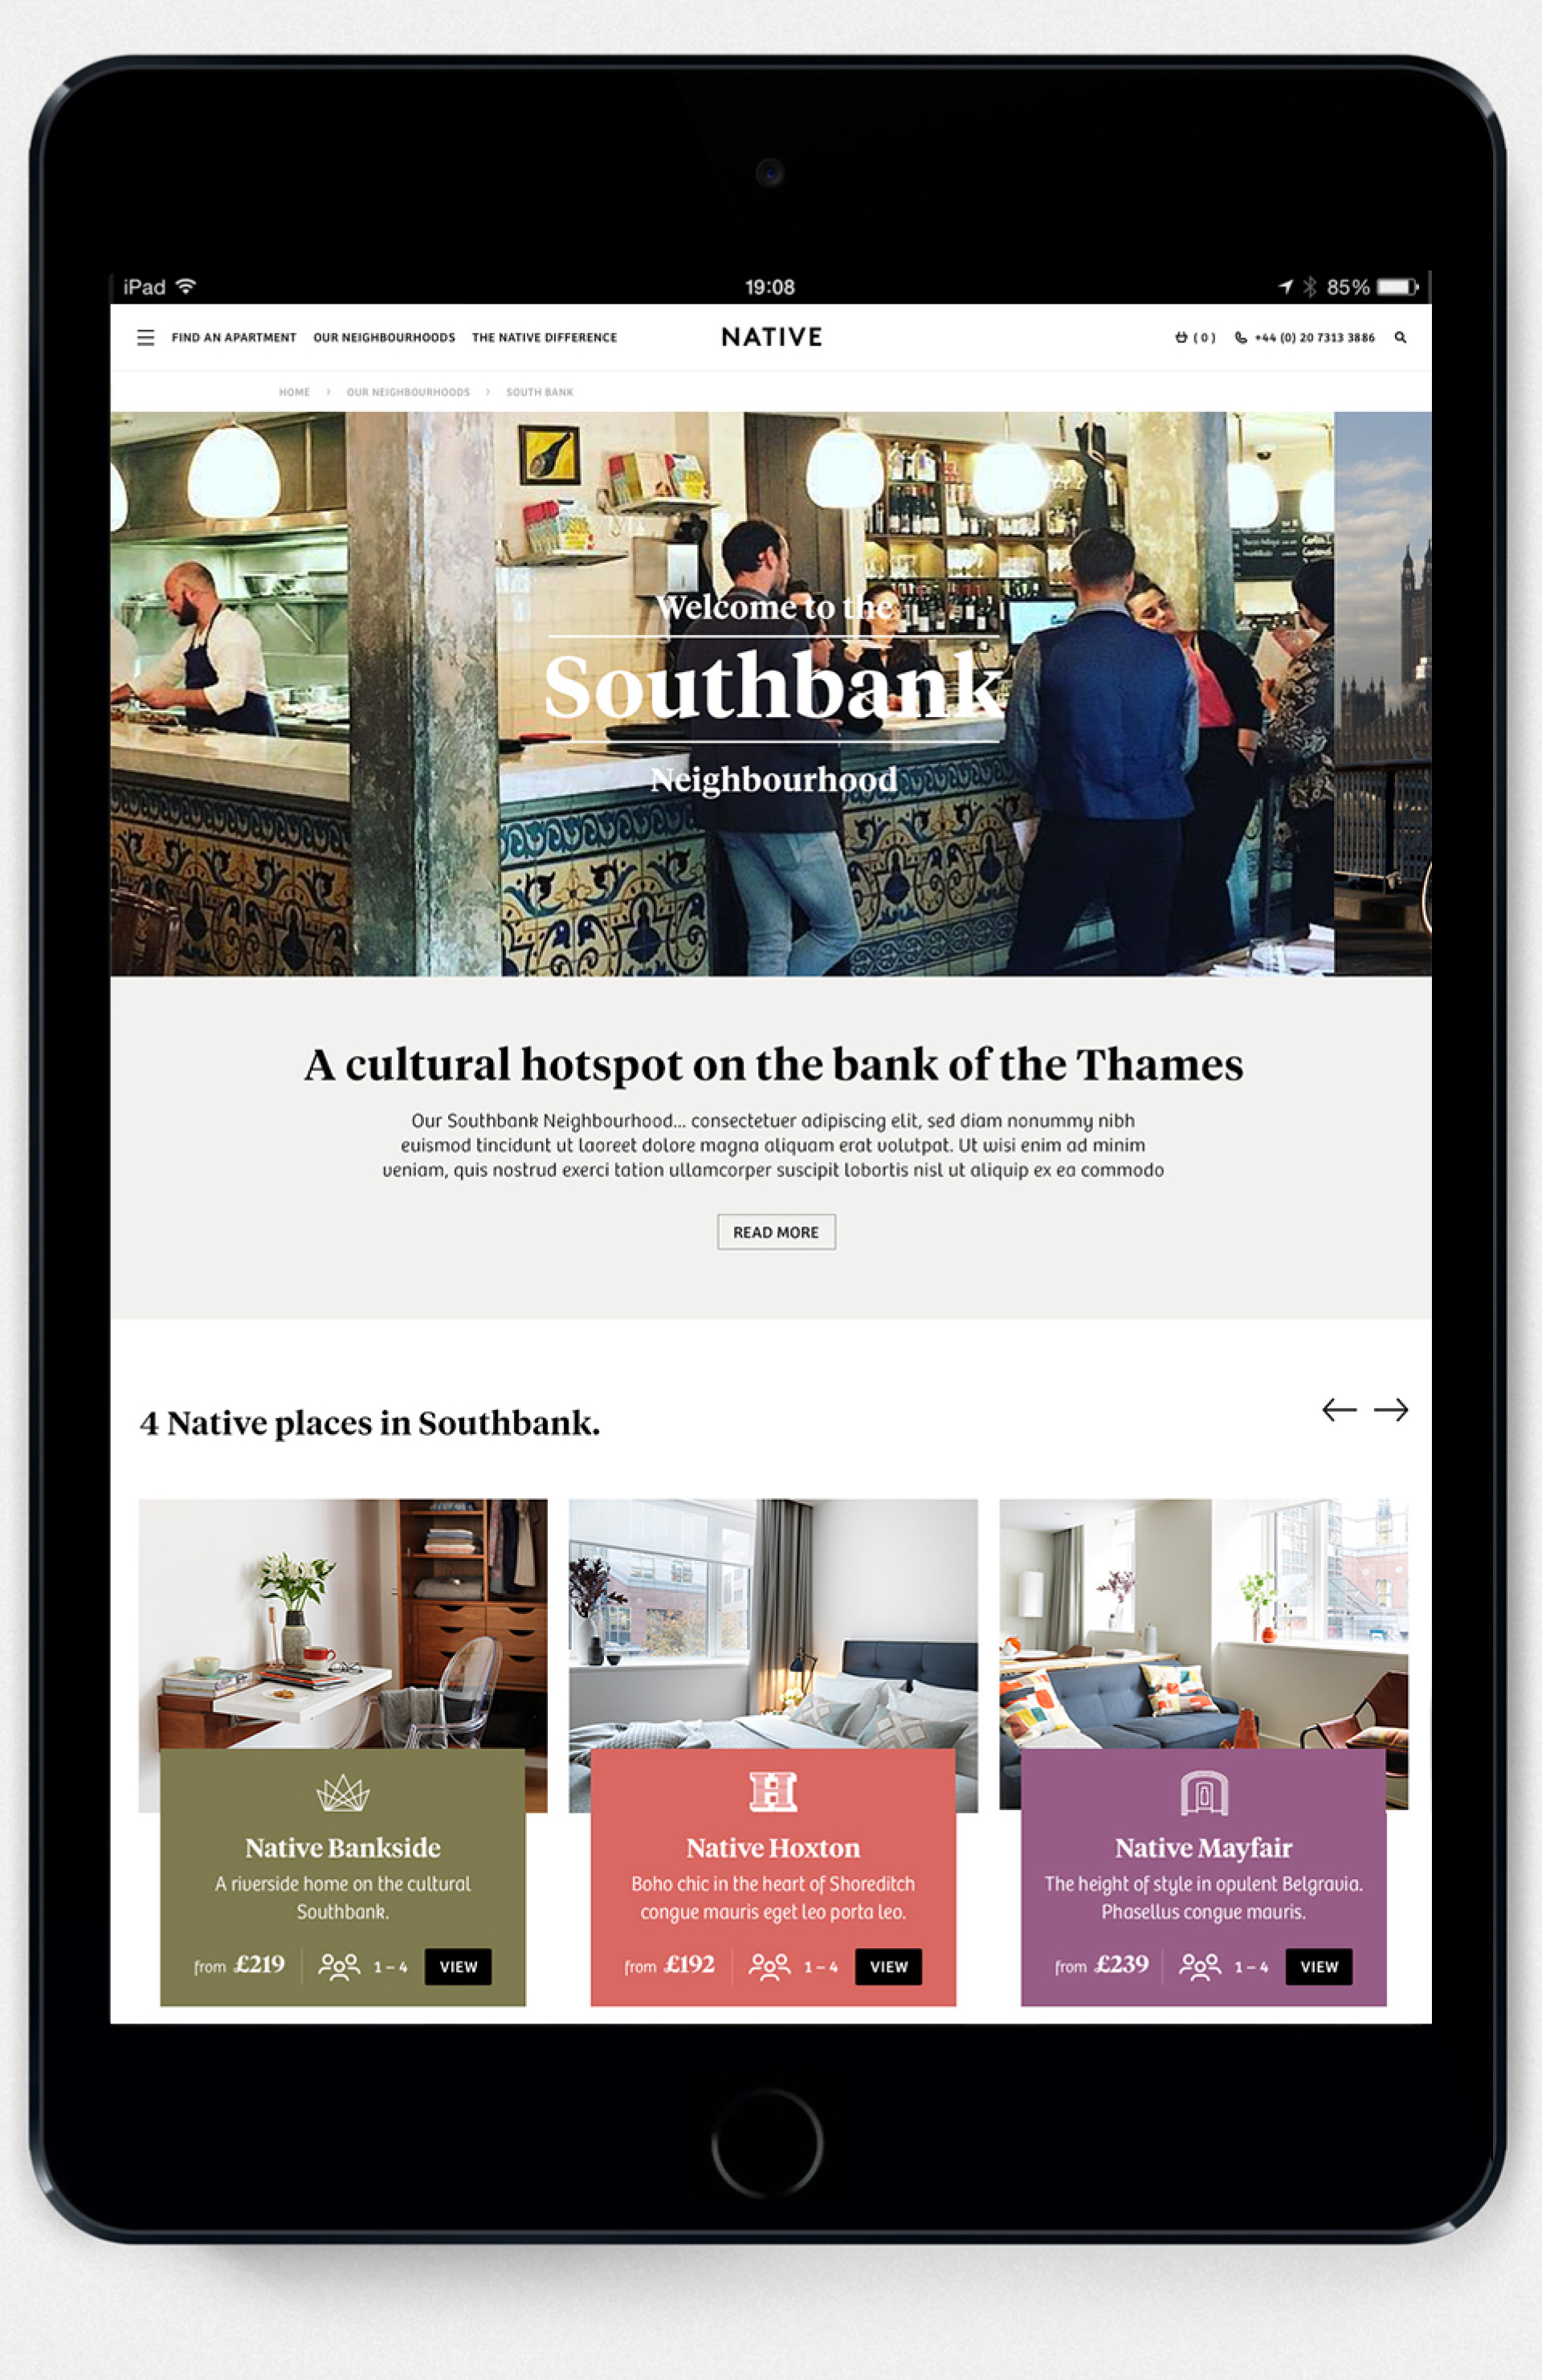 iPad
19:08
85%
FIND AN APARTMENT OUR NEIGHBOURHOODS THE NATIVE DIFFERENCE
NATIVE
( 0 ) +44 (0) 20 7313 3886
HOME > OUR NEIGHBOURHOODS > SOUTH BANK
Welcome to the
Southbank
Neighbourhood
A cultural hotspot on the bank of the Thames
Our Southbank Neighbourhood... consectetuer adipiscing elit, sed diam nonummy nibh
euismod tincidunt ut laoreet dolore magna aliquam erat volutpat. Ut wisi enim ad minim
veniam, quis nostrud exerci tation ullamcorper suscipit lobortis nisl ut aliquip ex ea commodo
READ MORE
4 Native places in Southbank.
Native Bankside
A riverside home on the cultural
Southbank.
from £219 1 – 4 VIEW
H
Native Hoxton
Boho chic in the heart of Shoreditch
congue mauris eget leo porta leo.
from £192 1 – 4 VIEW
Native Mayfair
The height of style in opulent Belgravia.
Phasellus congue mauris.
from £239 1 – 4 VIEW